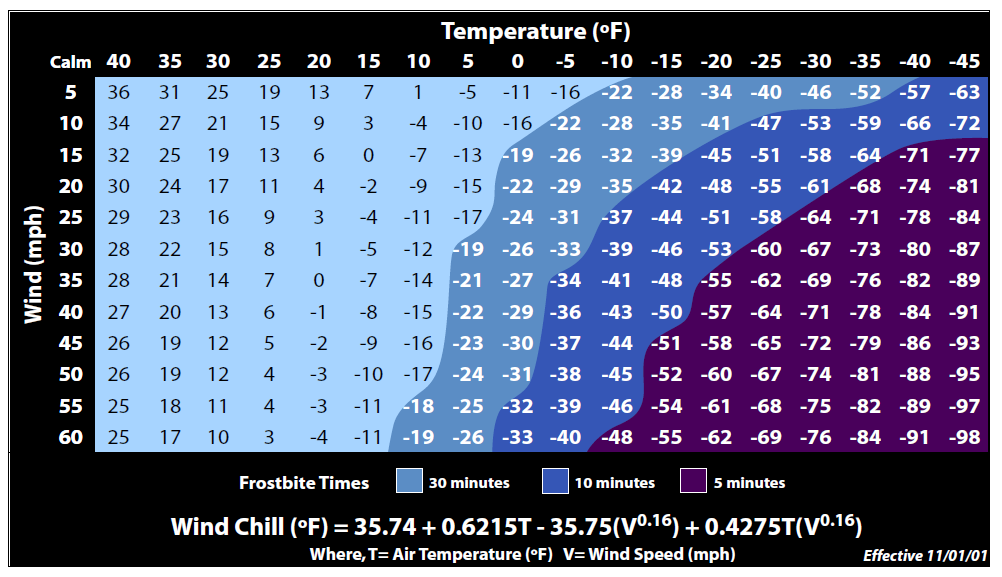 Temperature (ºF)
Calm 40 35 30 25 20 15 10 5 0 -5 -10 -15 -20 -25 -30 -35 -40 -45
Wind (mph)
5 36 31 25 19 13 7 1 -5 -11 -16 -22 -28 -34 -40 -46 -52 -57 -63
10 34 27 21 15 9 3 -4 -10 -16 -22 -28 -35 -41 -47 -53 -59 -66 -72
15 32 25 19 13 6 0 -7 -13 -19 -26 -32 -39 -45 -51 -58 -64 -71 -77
20 30 24 17 11 4 -2 -9 -15 -22 -29 -35 -42 -48 -55 -61 -68 -74 -81
25 29 23 16 9 3 -4 -11 -17 -24 -31 -37 -44 -51 -58 -64 -71 -78 -84
30 28 22 15 8 1 -5 -12 -19 -26 -33 -39 -46 -53 -60 -67 -73 -80 -87
35 28 21 14 7 0 -7 -14 -21 -27 -34 -41 -48 -55 -62 -69 -76 -82 -89
40 27 20 13 6 -1 -8 -15 -22 -29 -36 -43 -50 -57 -64 -71 -78 -84 -91
45 26 19 12 5 -2 -9 -16 -23 -30 -37 -44 -51 -58 -65 -72 -79 -86 -93
50 26 19 12 4 -3 -10 -17 -24 -31 -38 -45 -52 -60 -67 -74 -81 -88 -95
55 25 18 11 4 -3 -11 -18 -25 -32 -39 -46 -54 -61 -68 -75 -82 -89 -97
60 25 17 10 3 -4 -11 -19 -26 -33 -40 -48 -55 -62 -69 -76 -84 -91 -98
Frostbite Times 30 minutes 10 minutes 5 minutes
Wind Chill (ºF) = 35.74 + 0.6215T - 35.75(V0.16) + 0.4275T(V0.16)
Where, T= Air Temperature (ºF) V= Wind Speed (mph) Effective 11/01/01